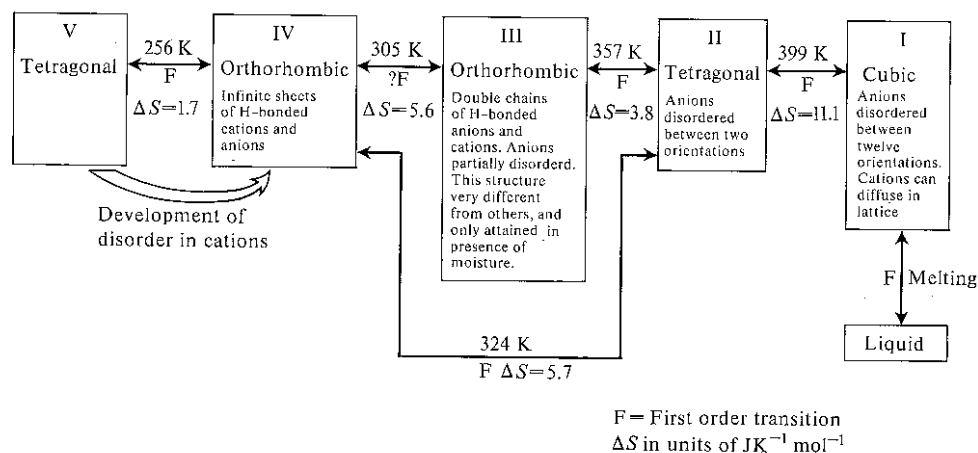 V
Tetragonal
256 K
F
ΔS=1.7
IV
Orthorhombic
Infinite sheets
of H-bonded
cations and
anions
305 K
?F
ΔS=5.6
III
Orthorhombic
Double chains
of H-bonded
anions and
cations. Anions
partially disorderd.
This structure
very different
from others, and
only attained in
presence of
moisture.
357 K
F
ΔS=3.8
II
Tetragonal
Anions
disordered
between two
orientations
399 K
F
ΔS=11.1
I
Cubic
Anions
disordered
between
twelve
orientations.
Cations can
diffuse in
lattice
Development of
disorder in cations
F Melting
Liquid
324 K
F ΔS=5.7
F = First order transition
ΔS in units of JK⁻¹ mol⁻¹